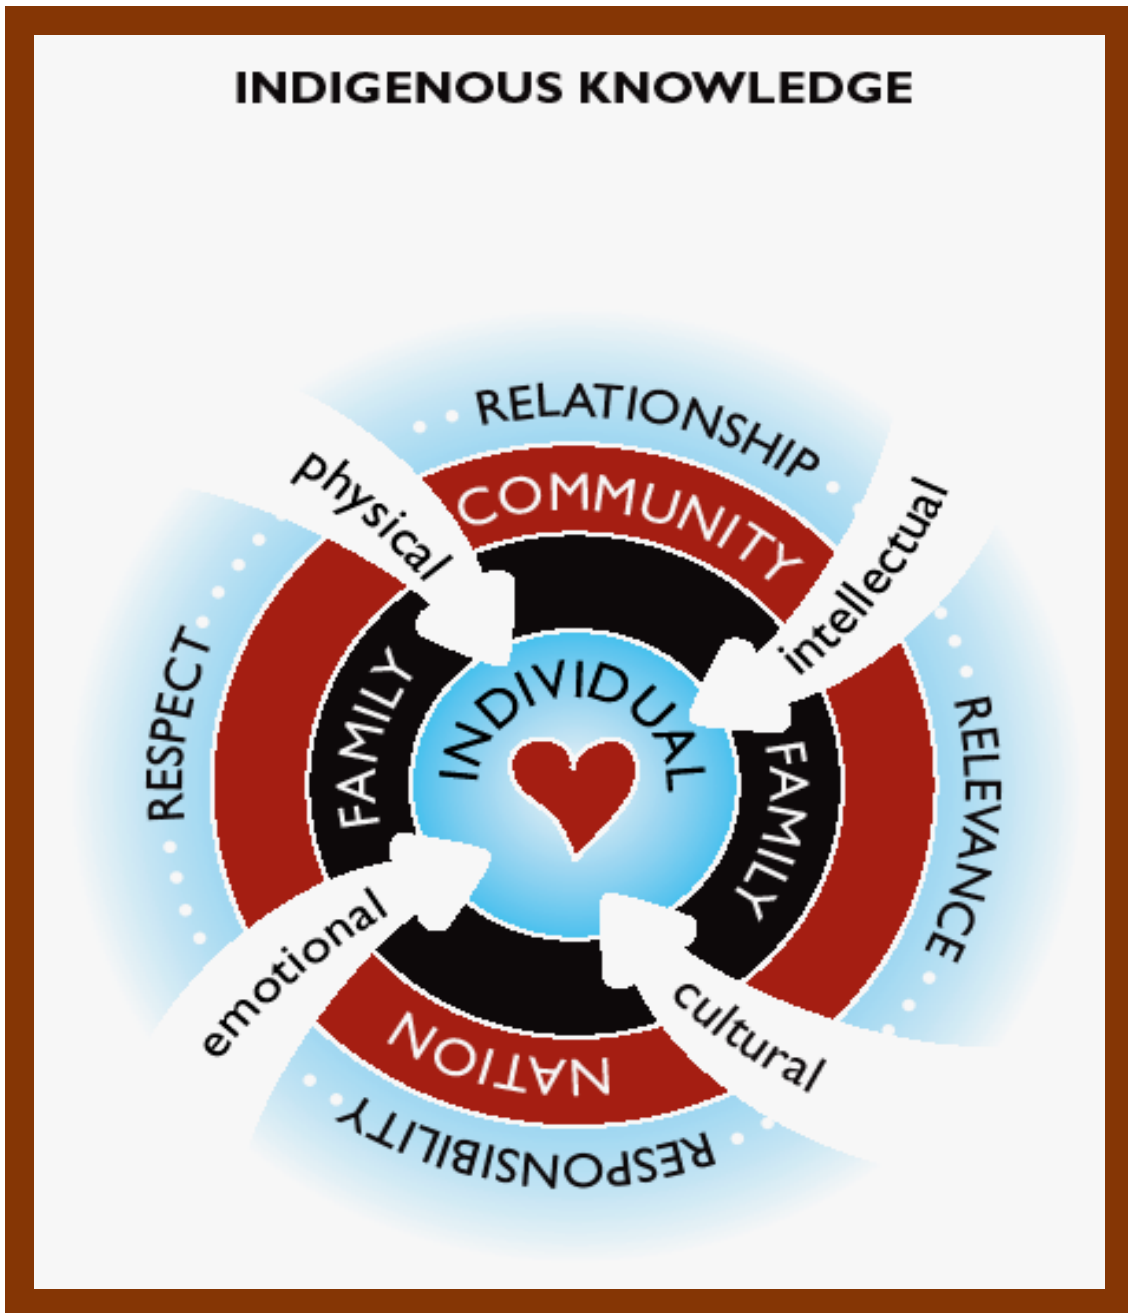 INDIGENOUS KNOWLEDGE
RELATIONSHIP
COMMUNITY
physical
intellectual
RESPECT
FAMILY
INDIVIDUAL
FAMILY
RELEVANCE
emotional
cultural
NATION
RESPONSIBILITY